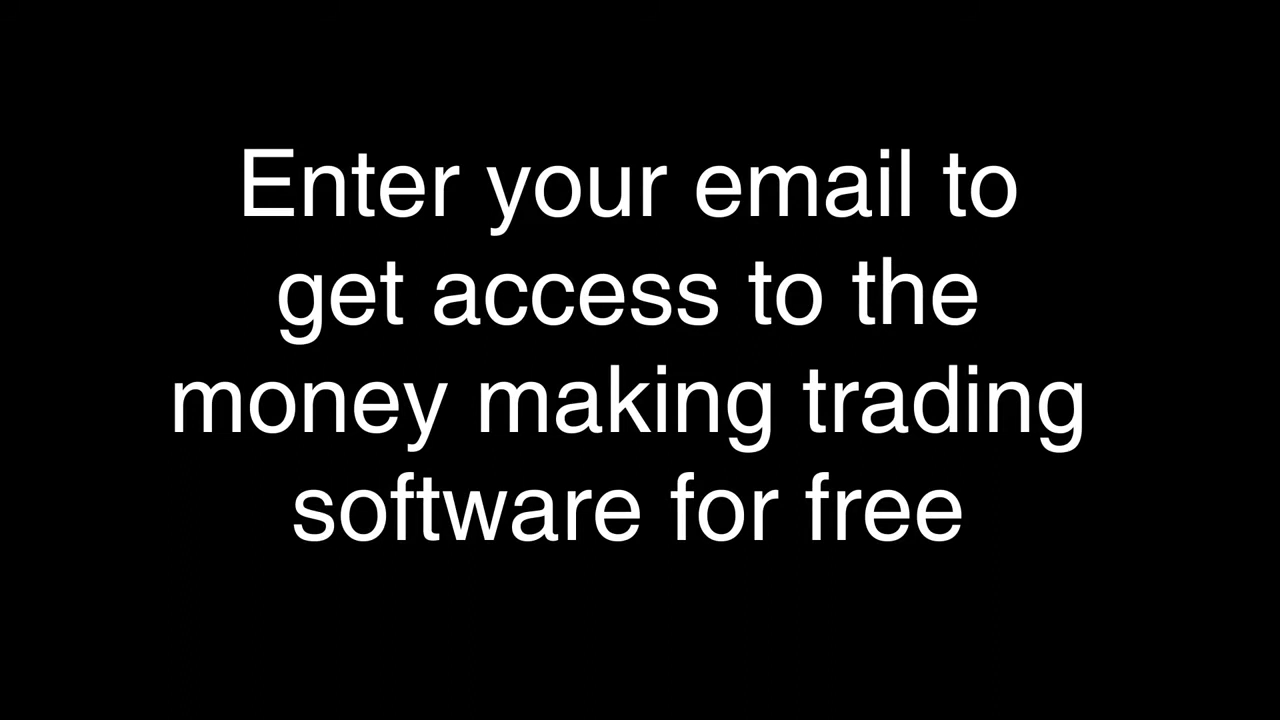 Enter your email to
get access to the
money making trading
software for free